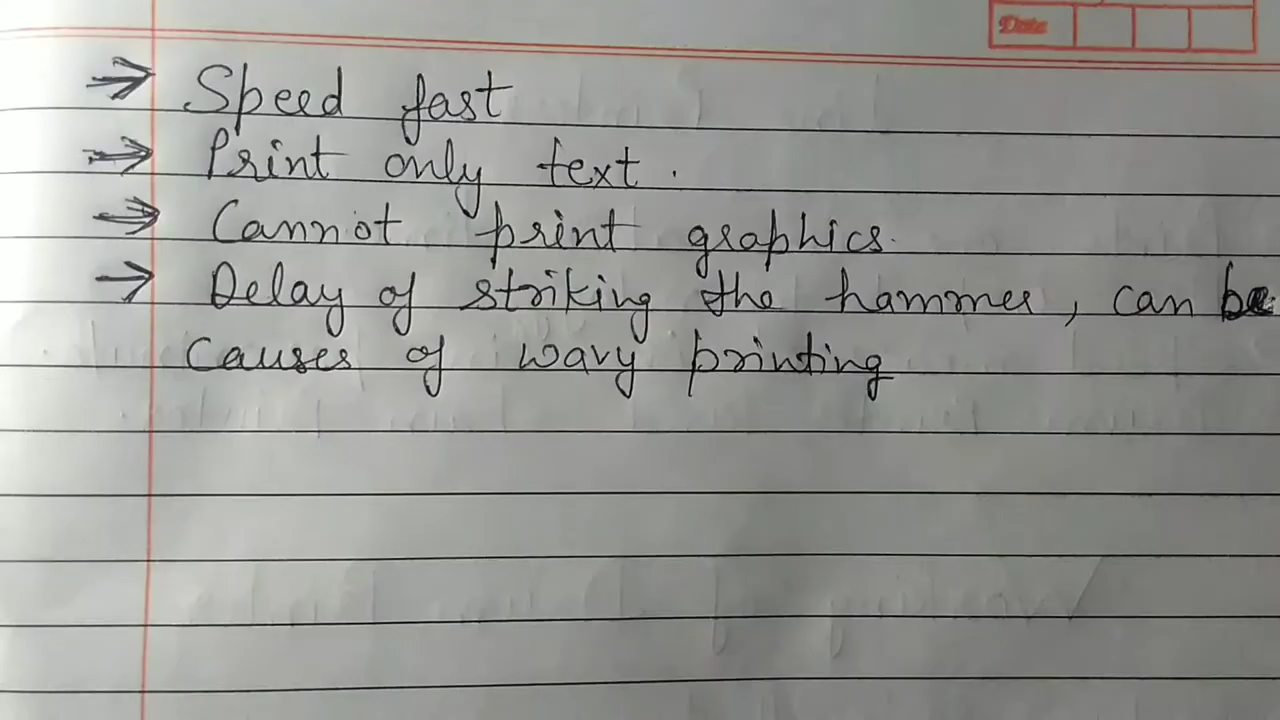 Date
→ Speed fast
→ Print only text.
→ Cannot print graphics.
→ Delay of striking the hammer, can be
causes of wavy printing